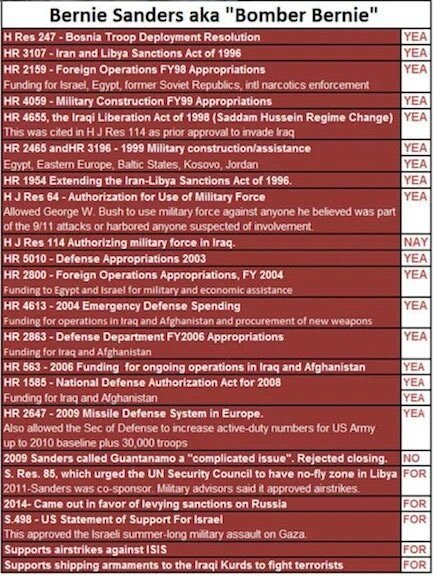 Bernie Sanders aka "Bomber Bernie"
H Res 247 - Bosnia Troop Deployment Resolution YEA
HR 3107 - Iran and Libya Sanctions Act of 1996 YEA
HR 2159 - Foreign Operations FY98 Appropriations YEA
Funding for Israel, Egypt, former Soviet Republics, intl narcotics enforcement
HR 4059 - Military Construction FY99 Appropriations YEA
HR 4655, the Iraqi Liberation Act of 1998 (Saddam Hussein Regime Change) YEA
This was cited in H J Res 114 as prior approval to invade Iraq
HR 2465 andHR 3196 - 1999 Military construction/assistance YEA
Egypt, Eastern Europe, Baltic States, Kosovo, Jordan
HR 1954 Extending the Iran-Libya Sanctions Act of 1996. YEA
H J Res 64 - Authorization for Use of Military Force YEA
Allowed George W. Bush to use military force against anyone he believed was part
of the 9/11 attacks or harbored anyone suspected of involvement.
H J Res 114 Authorizing military force in Iraq. NAY
HR 5010 - Defense Appropriations 2003 YEA
HR 2800 - Foreign Operations Appropriations, FY 2004 YEA
Funding to Egypt and Israel for military and economic assistance
HR 4613 - 2004 Emergency Defense Spending YEA
Funding for operations in Iraq and Afghanistan and procurement of new weapons
HR 2863 - Defense Department FY2006 Appropriations YEA
Funding for Iraq and Afghanistan
HR 563 - 2006 Funding for ongoing operations in Iraq and Afghanistan YEA
HR 1585 - National Defense Authorization Act for 2008 YEA
Funding for Iraq and Afghanistan YEA
HR 2647 - 2009 Missile Defense System in Europe. YEA
Also allowed the Sec of Defense to increase active-duty numbers for US Army
up to 2010 baseline plus 30,000 troops
2009 Sanders called Guantanamo a "complicated issue". Rejected closing. NO
S. Res. 85, which urged the UN Security Council to have no-fly zone in Libya FOR
2011-Sanders was co-sponsor. Military advisors said it approved airstrikes.
2014- Came out in favor of levying sanctions on Russia FOR
S.498 - US Statement of Support For Israel FOR
This approved the Israeli summer-long military assault on Gaza.
Supports airstrikes against ISIS FOR
Supports shipping armaments to the Iraqi Kurds to fight terrorists FOR